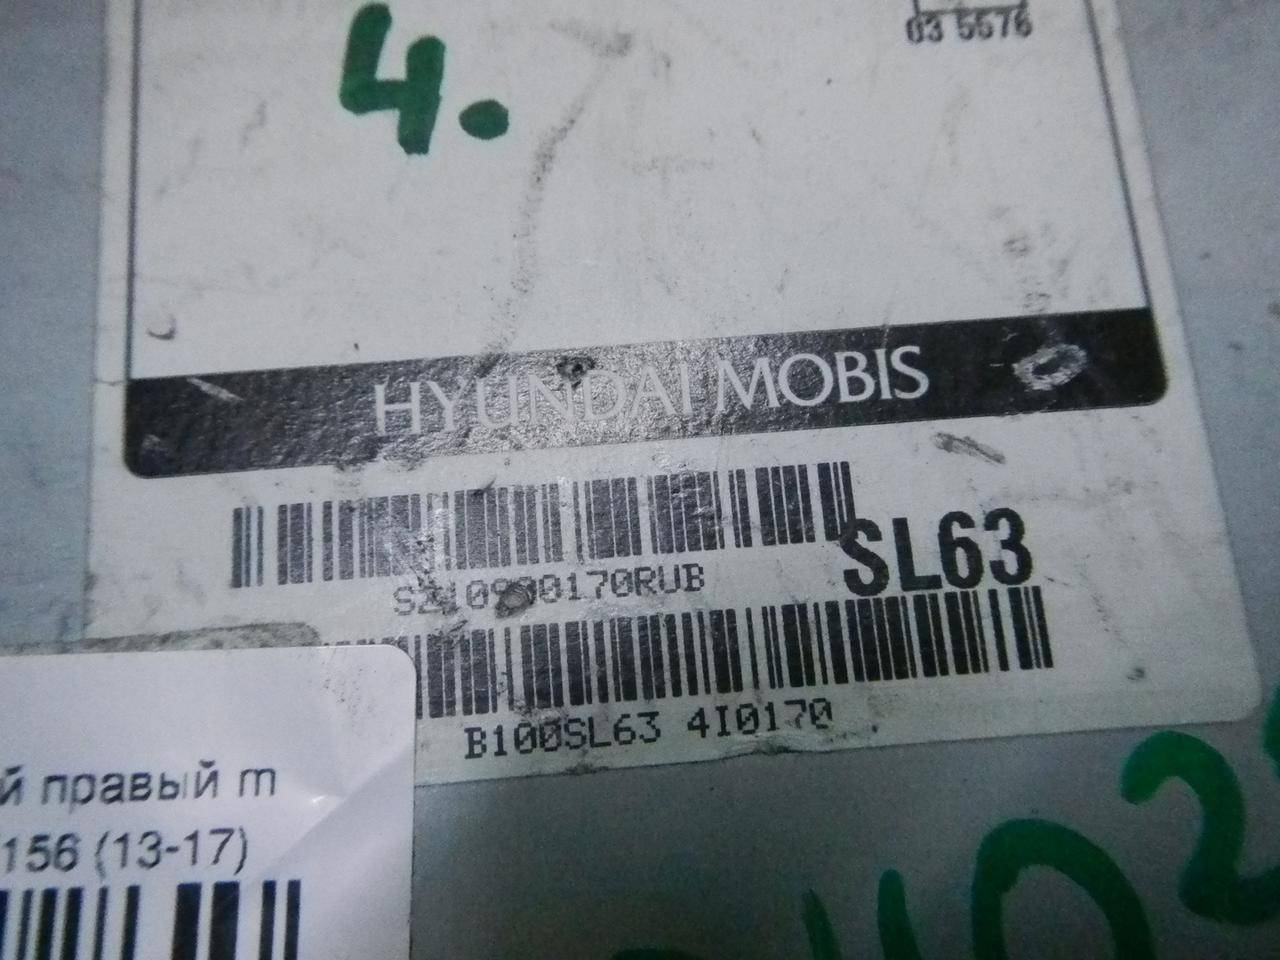 03 5576
4.
HYUNDAI MOBIS
SL63
B100SL63 4I0170
й правый m
156 (13-17)